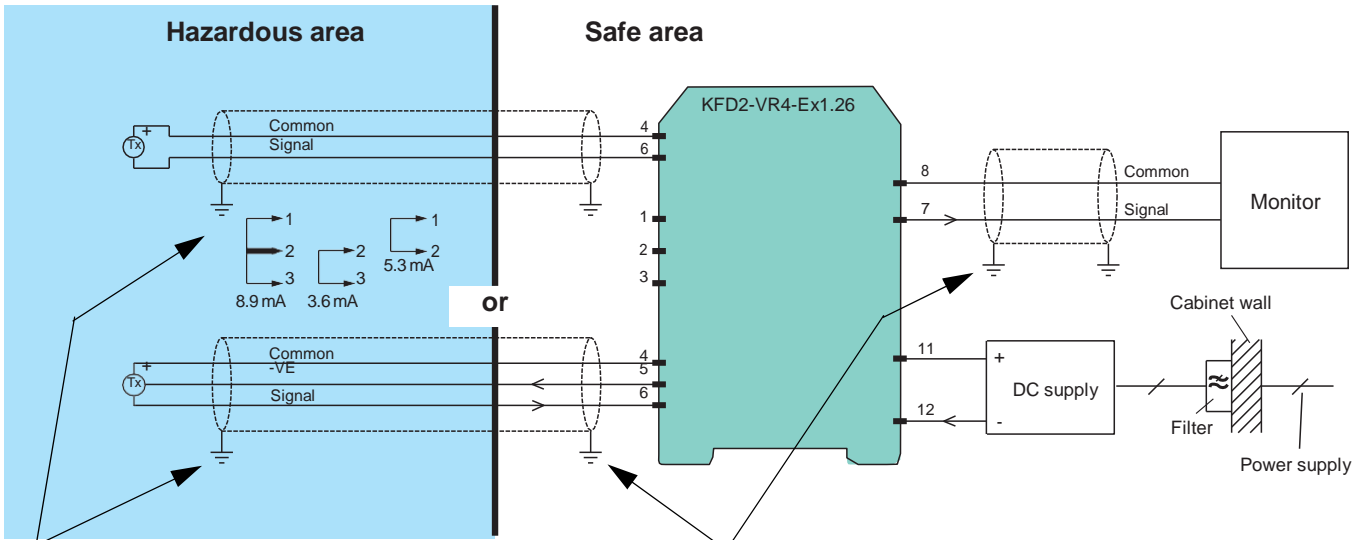 Hazardous area
Safe area
KFD2-VR4-Ex1.26
Tx
+
Common
Signal
4
6
1
2
3
8.9 mA
2
3
3.6 mA
1
2
5.3 mA
1
2
3
8
7
Common
Signal
Monitor
or
Tx
+
Common
-VE
Signal
4
5
6
11
12
+
-
DC supply
Cabinet wall
Filter
Power supply